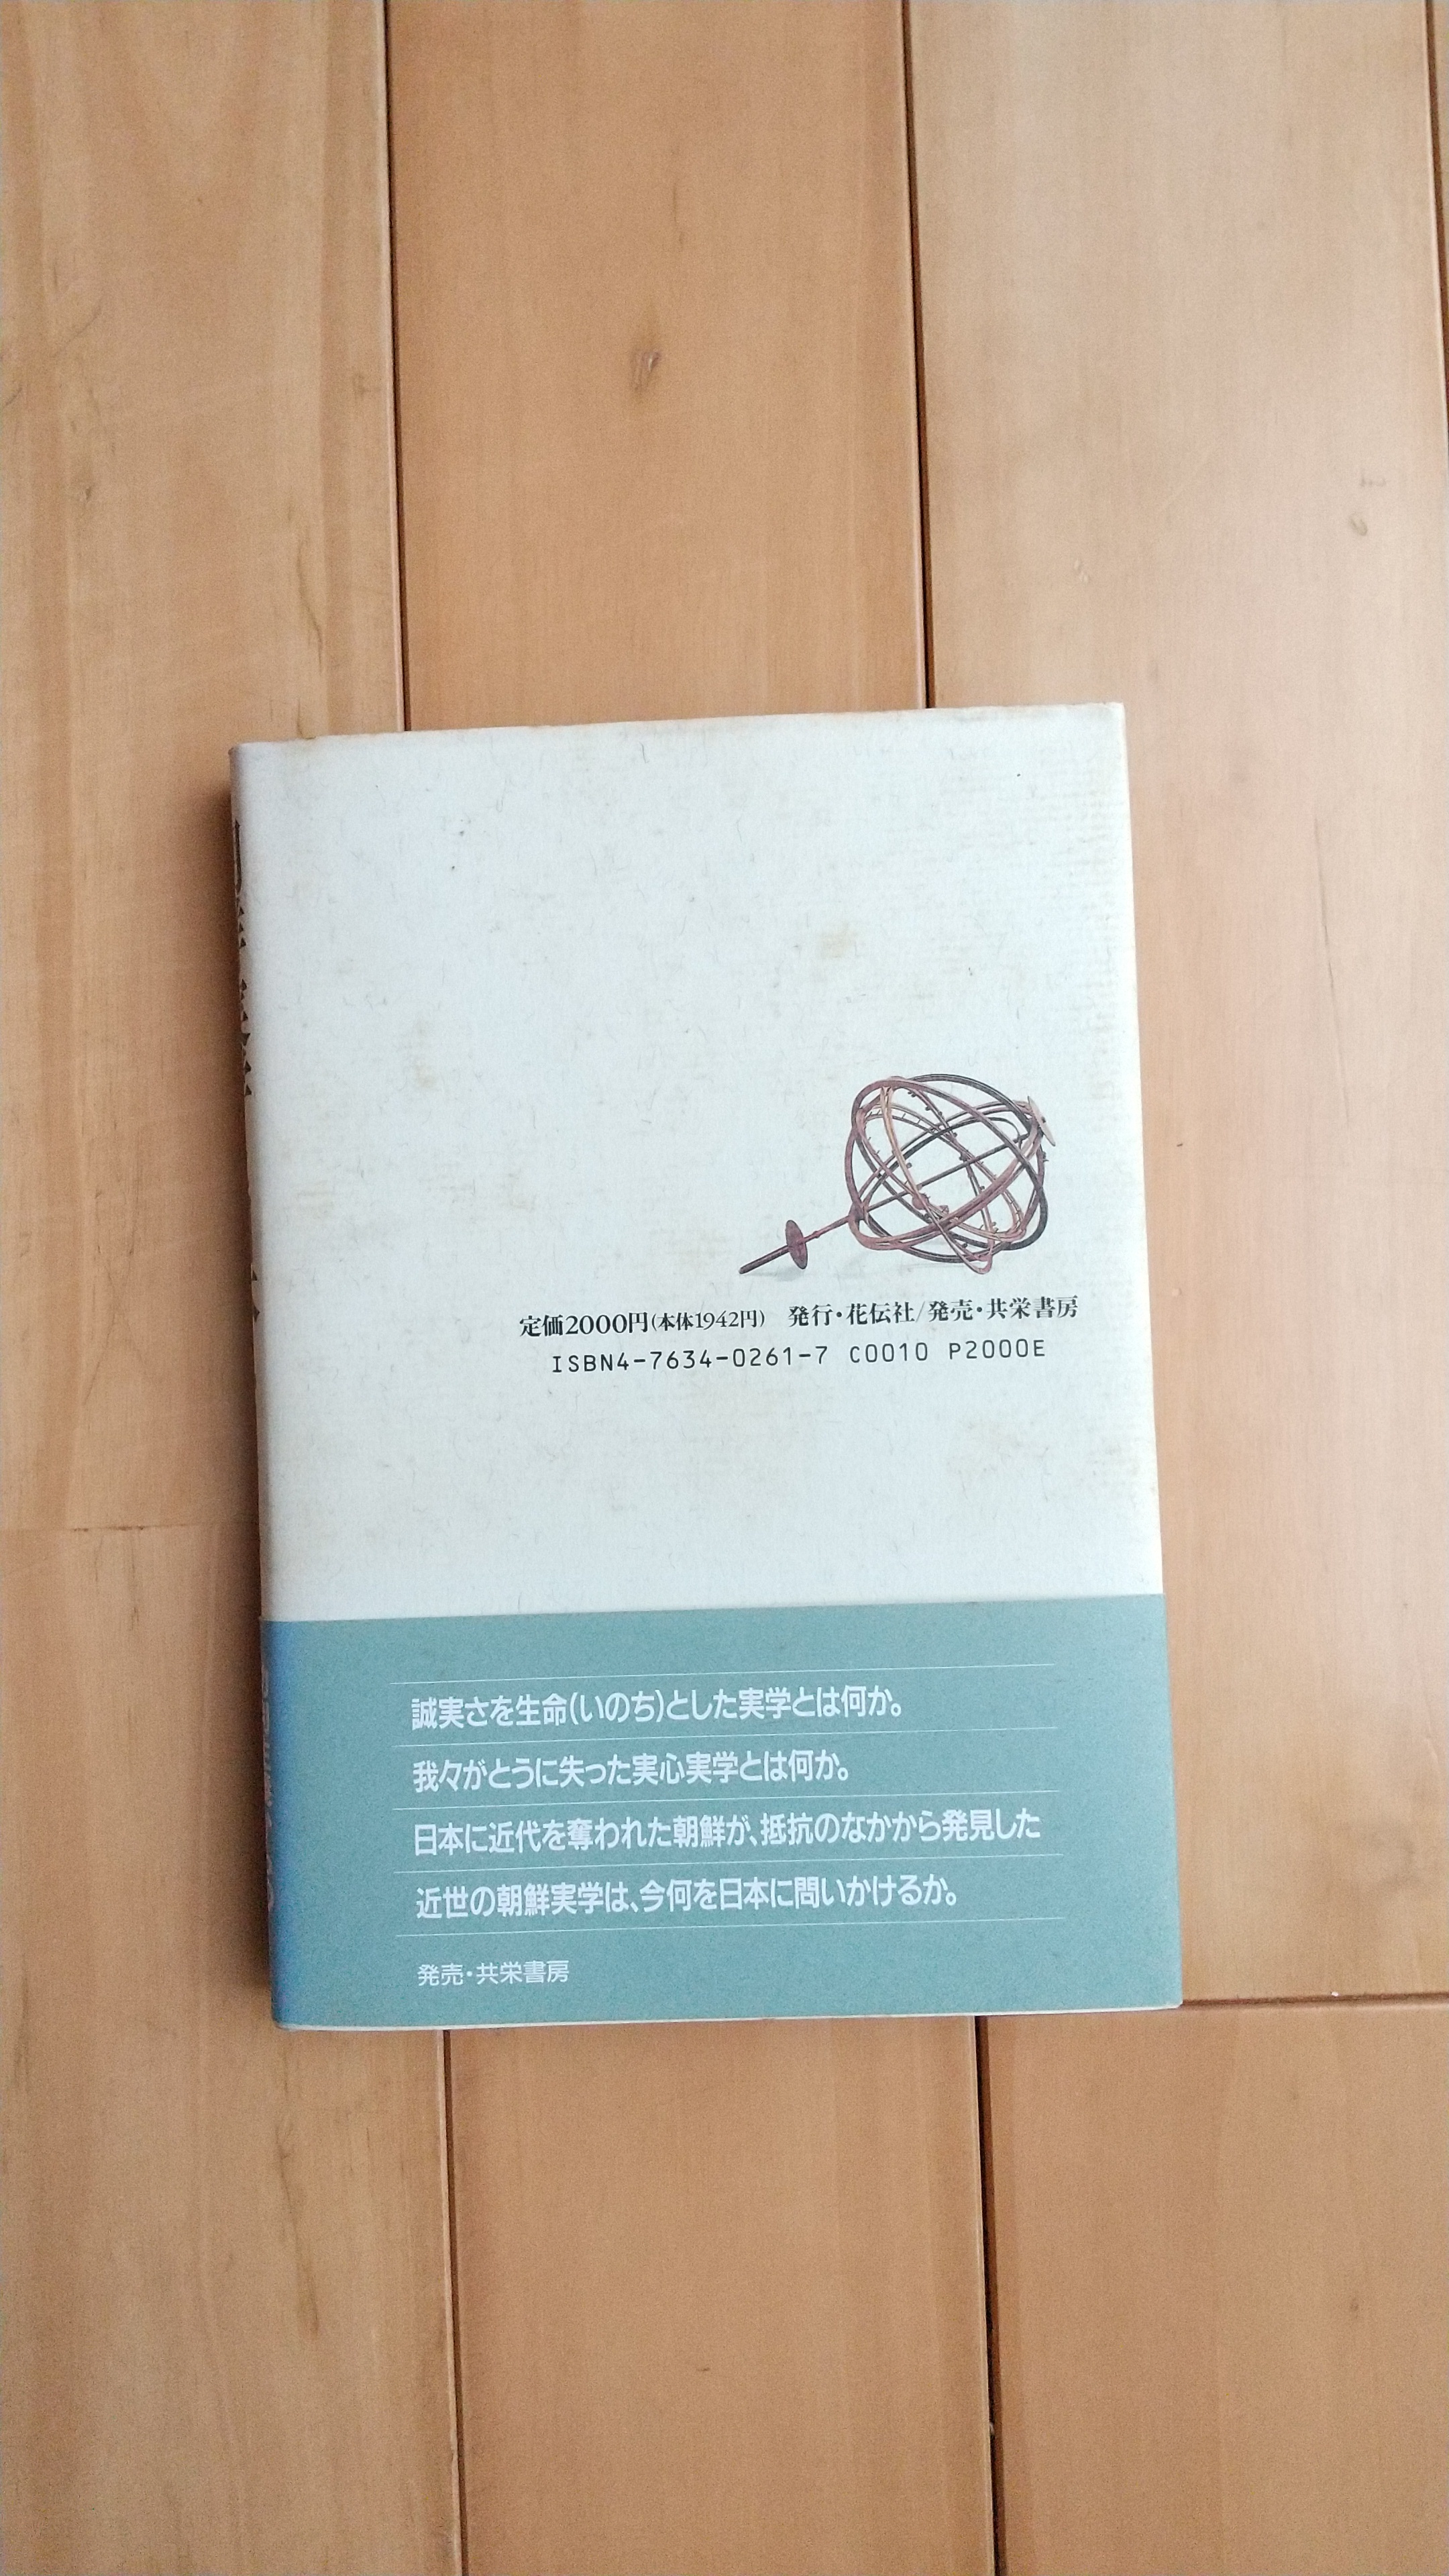 定価2000円(本体1942円) 発行・花伝社/発売・共栄書房
ISBN4-7634-0261-7 C0010 P2000E
誠実さを生命(いのち)とした実学とは何か。
我々がとうに失った実心実学とは何か。
日本に近代を奪われた朝鮮が、抵抗のなかから発見した
近世の朝鮮実学は、今何を日本に問いかけるか。
発売・共栄書房